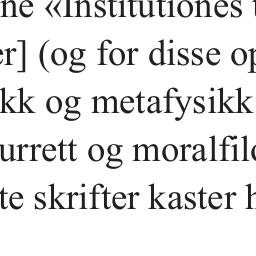 ne «Institutiones t
er] (og for disse op
kk og metafysikk
urrett og moralfilo
te skrifter kaster h